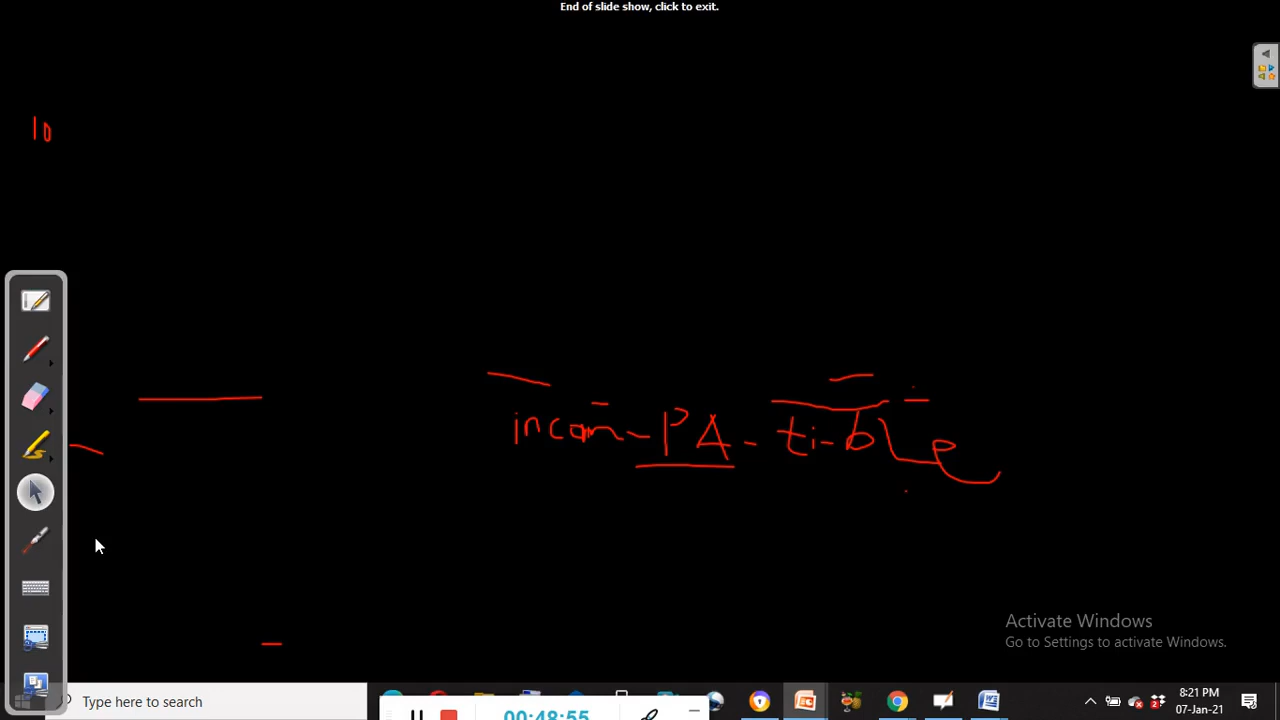 End of slide show, click to exit.
10
incom-PA-ti-ble
Activate Windows
Go to Settings to activate Windows.
Type here to search
00:48:55
8:21 PM
07-Jan-21